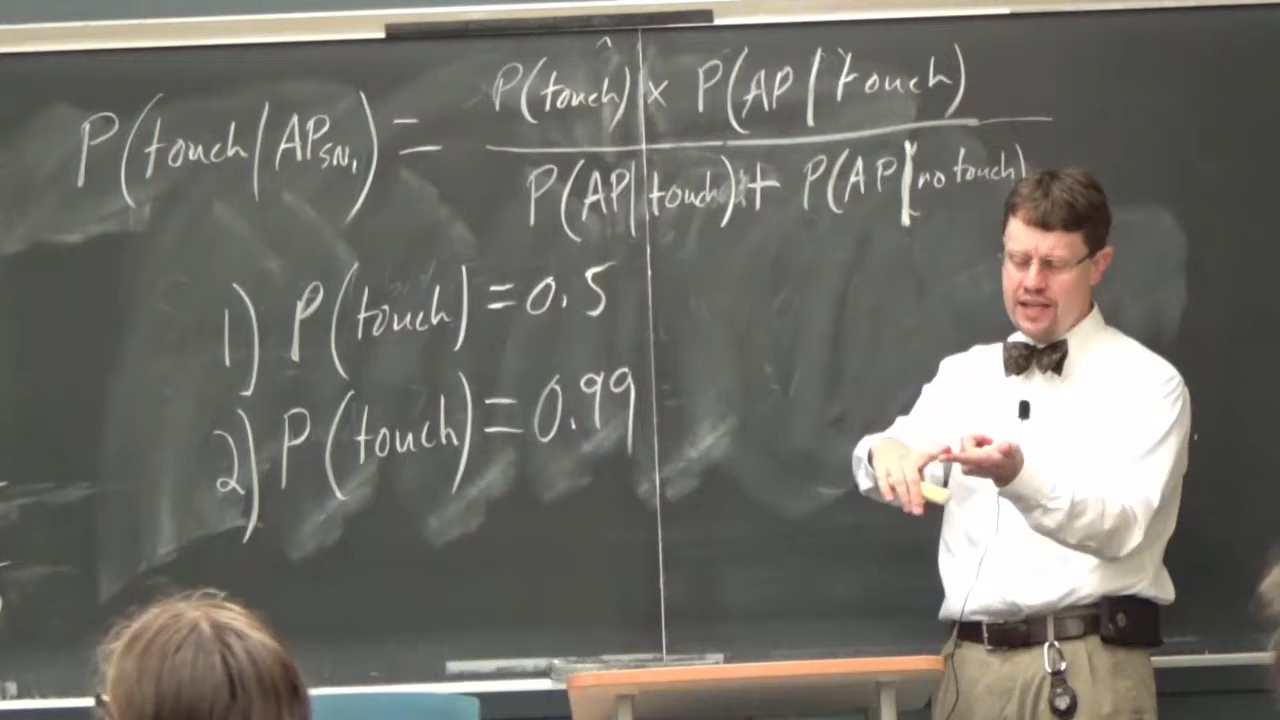 P(touch|AP_SN₁) = P(touch) × P(AP|touch)
P(AP|touch) + P(AP|no touch)
1) P(touch) = 0.5
2) P(touch) = 0.99